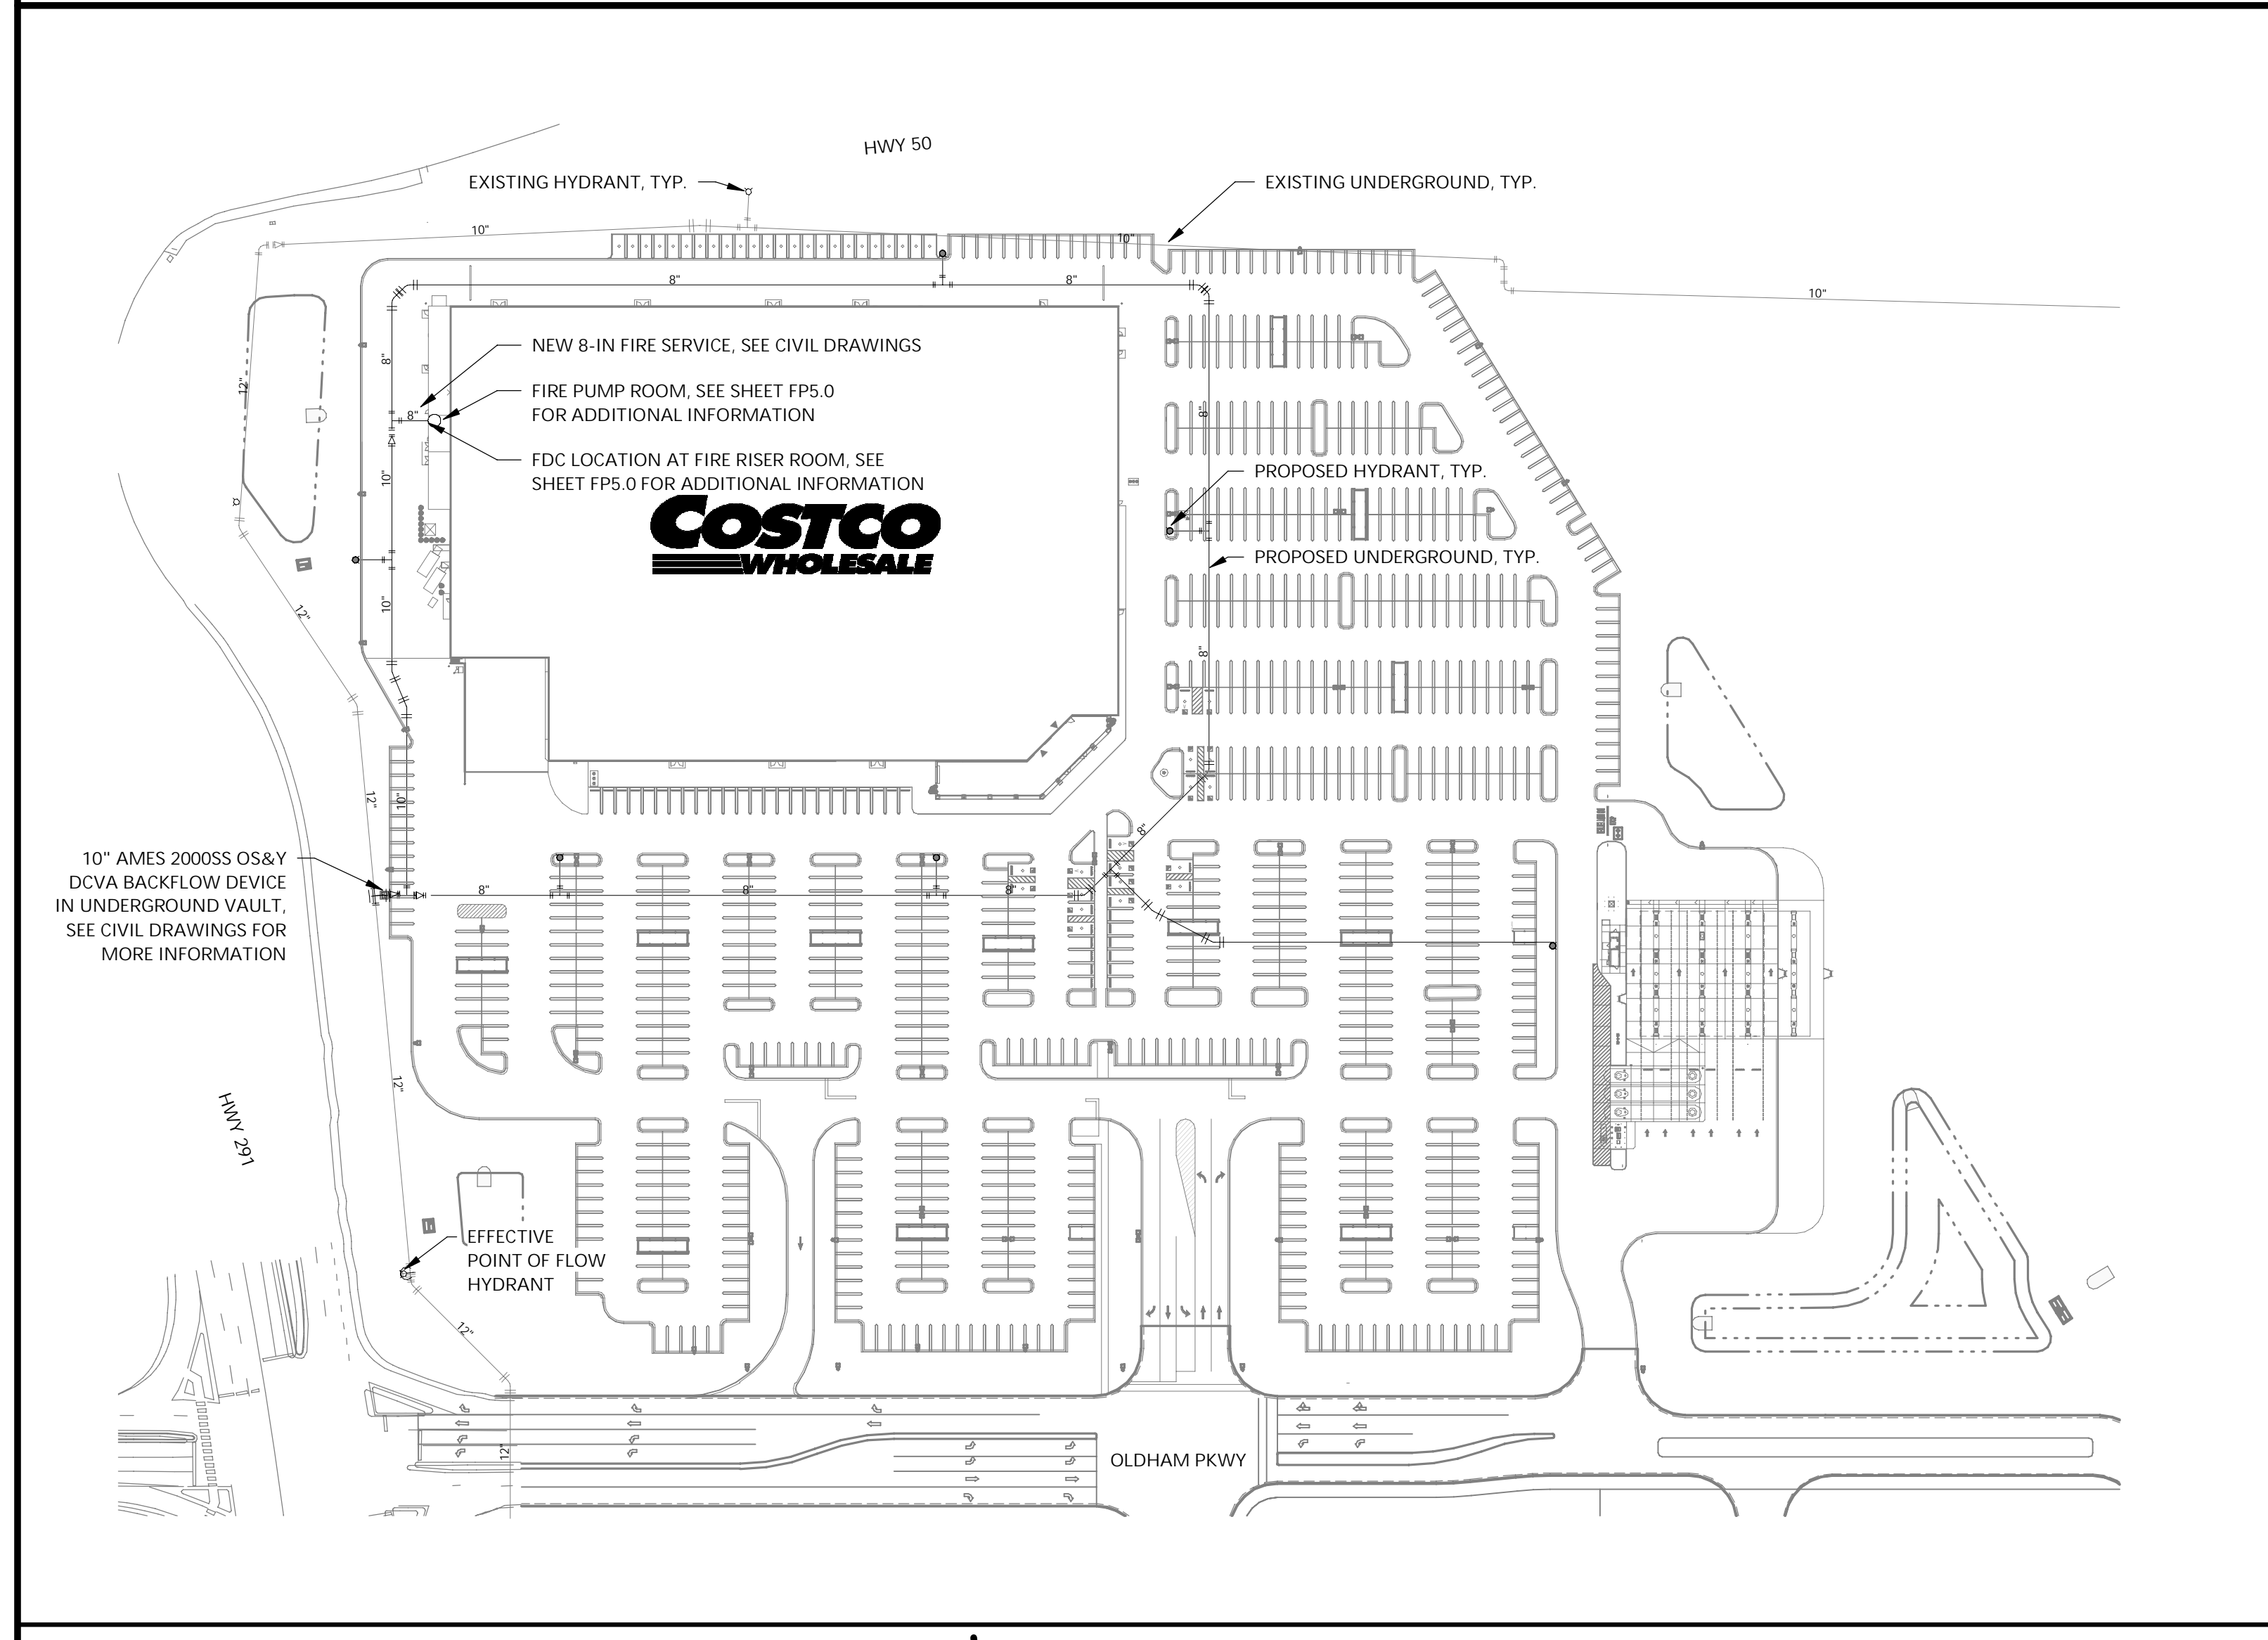 HWY 50
EXISTING HYDRANT, TYP.
EXISTING UNDERGROUND, TYP.
10"
10"
10"
8"
8"
NEW 8-IN FIRE SERVICE, SEE CIVIL DRAWINGS
8"
12"
FIRE PUMP ROOM, SEE SHEET FP5.0
FOR ADDITIONAL INFORMATION
8"
8"
FDC LOCATION AT FIRE RISER ROOM, SEE
SHEET FP5.0 FOR ADDITIONAL INFORMATION
10"
PROPOSED HYDRANT, TYP.
COSTCO
WHOLESALE
PROPOSED UNDERGROUND, TYP.
10"
12"
8"
12"
10"
8"
10" AMES 2000SS OS&Y
DCVA BACKFLOW DEVICE
IN UNDERGROUND VAULT,
SEE CIVIL DRAWINGS FOR
MORE INFORMATION
8"
8"
8"
12"
HWY 291
EFFECTIVE
POINT OF FLOW
HYDRANT
12"
12"
OLDHAM PKWY